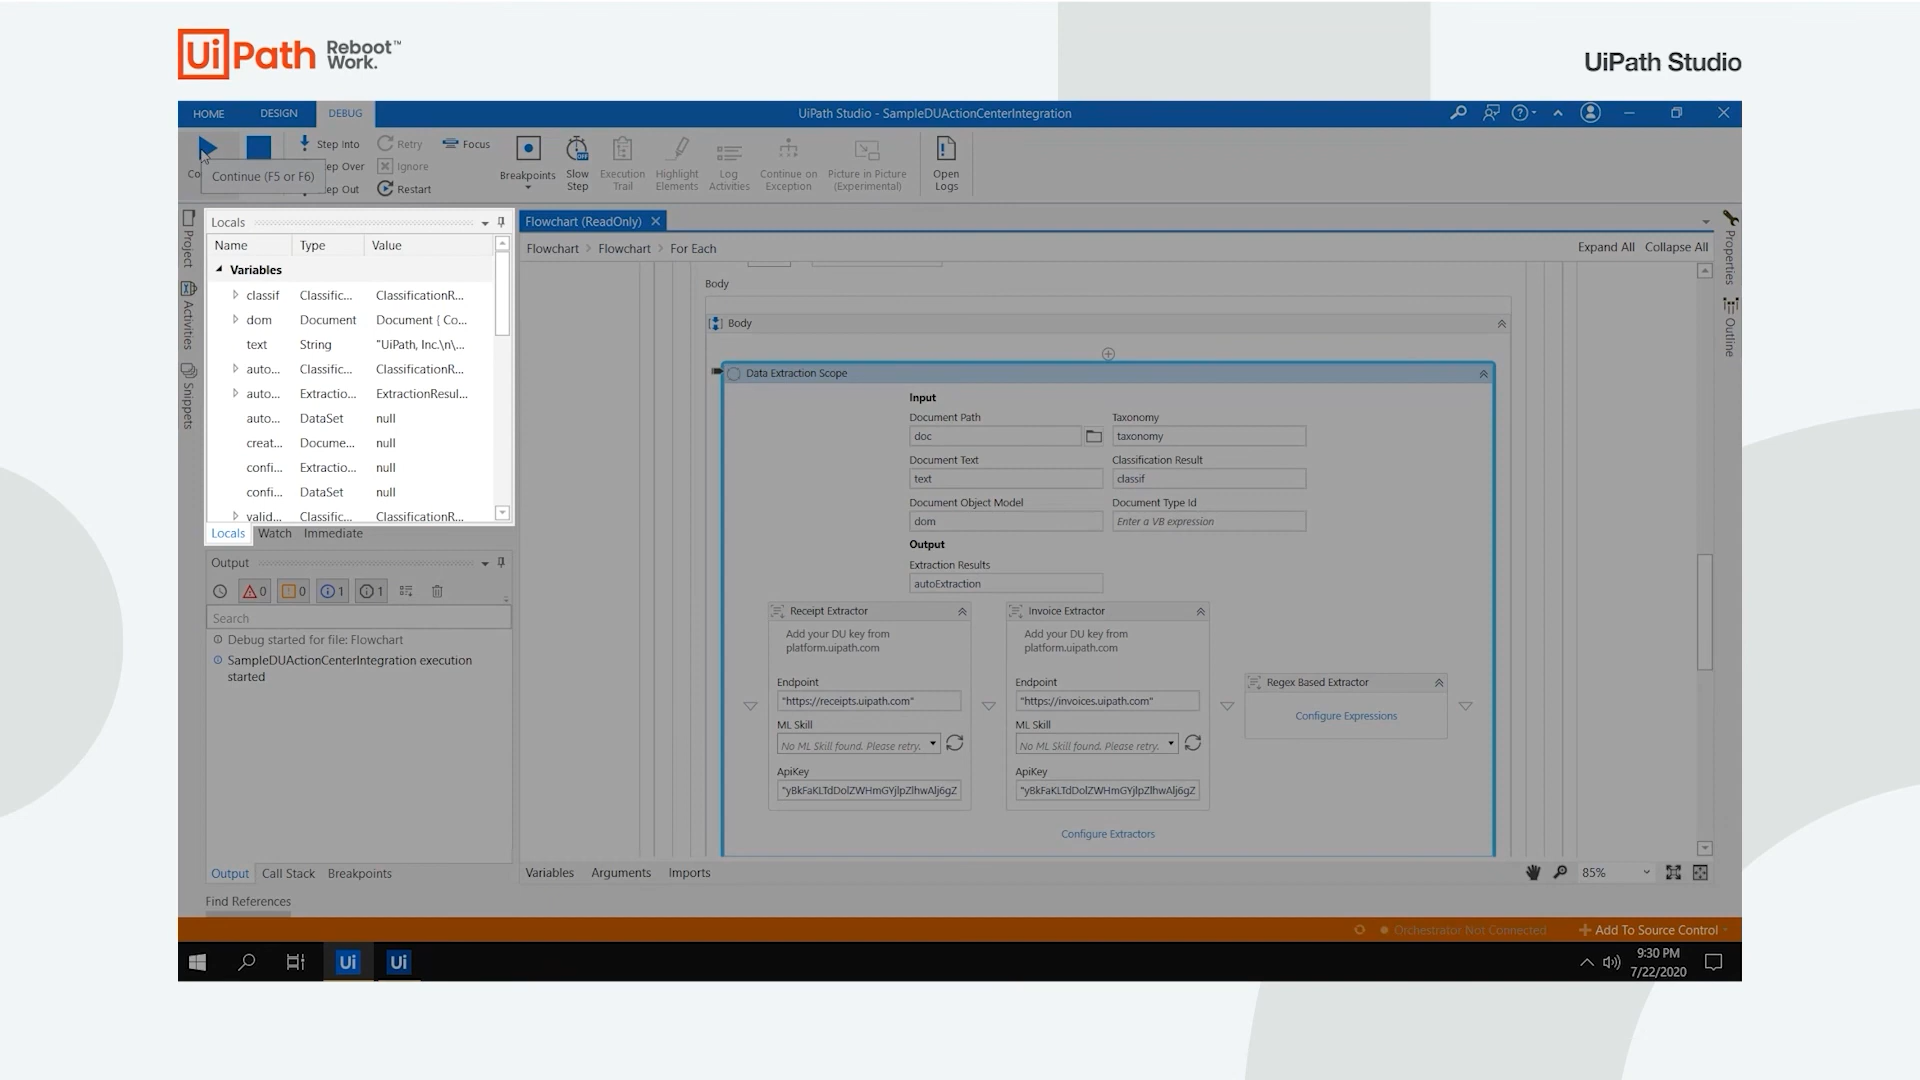 UiPath Reboot™ Work.
UiPath Studio
HOME DESIGN DEBUG UiPath Studio - SampleDUActionCenterIntegration
Step Into Retry Focus
ep Over Ignore
ep Out Restart
Co
Continue (F5 or F6)
Breakpoints
Slow Step
Execution Trail
Highlight Elements
Log Activities
Continue on Exception
Picture in Picture (Experimental)
Open Logs
Project
Activities
Snippets
Locals
Name Type Value
Variables
classif Classific... ClassificationR...
dom Document Document { Co...
text String "UiPath, Inc.\n\...
auto... Classific... ClassificationR...
auto... Extractio... ExtractionResul...
auto... DataSet null
creat... Docume... null
confi... Extractio... null
confi... DataSet null
valid... Classific... ClassificationR...
Locals Watch Immediate
Output
0 0 1 1
Search
Debug started for file: Flowchart
SampleDUActionCenterIntegration execution
started
Output Call Stack Breakpoints
Find References
Flowchart (ReadOnly)
Flowchart Flowchart For Each Expand All Collapse All
Body
Body
Data Extraction Scope
Input
Document Path Taxonomy
doc taxonomy
Document Text Classification Result
text classif
Document Object Model Document Type Id
dom Enter a VB expression
Output
Extraction Results
autoExtraction
Receipt Extractor
Add your DU key from
platform.uipath.com
Endpoint
"https://receipts.uipath.com"
ML Skill
No ML Skill found. Please retry.
ApiKey
"yBkFaKLTdDolZWHmGYjlpZlhwAlj6gZ
Invoice Extractor
Add your DU key from
platform.uipath.com
Endpoint
"https://invoices.uipath.com"
ML Skill
No ML Skill found. Please retry.
ApiKey
"yBkFaKLTdDolZWHmGYjlpZlhwAlj6gZ
Regex Based Extractor
Configure Expressions
Configure Extractors
Variables Arguments Imports 85%
Properties
Outline
Orchestrator Not Connected Add To Source Control
Ui Ui
9:30 PM
7/22/2020